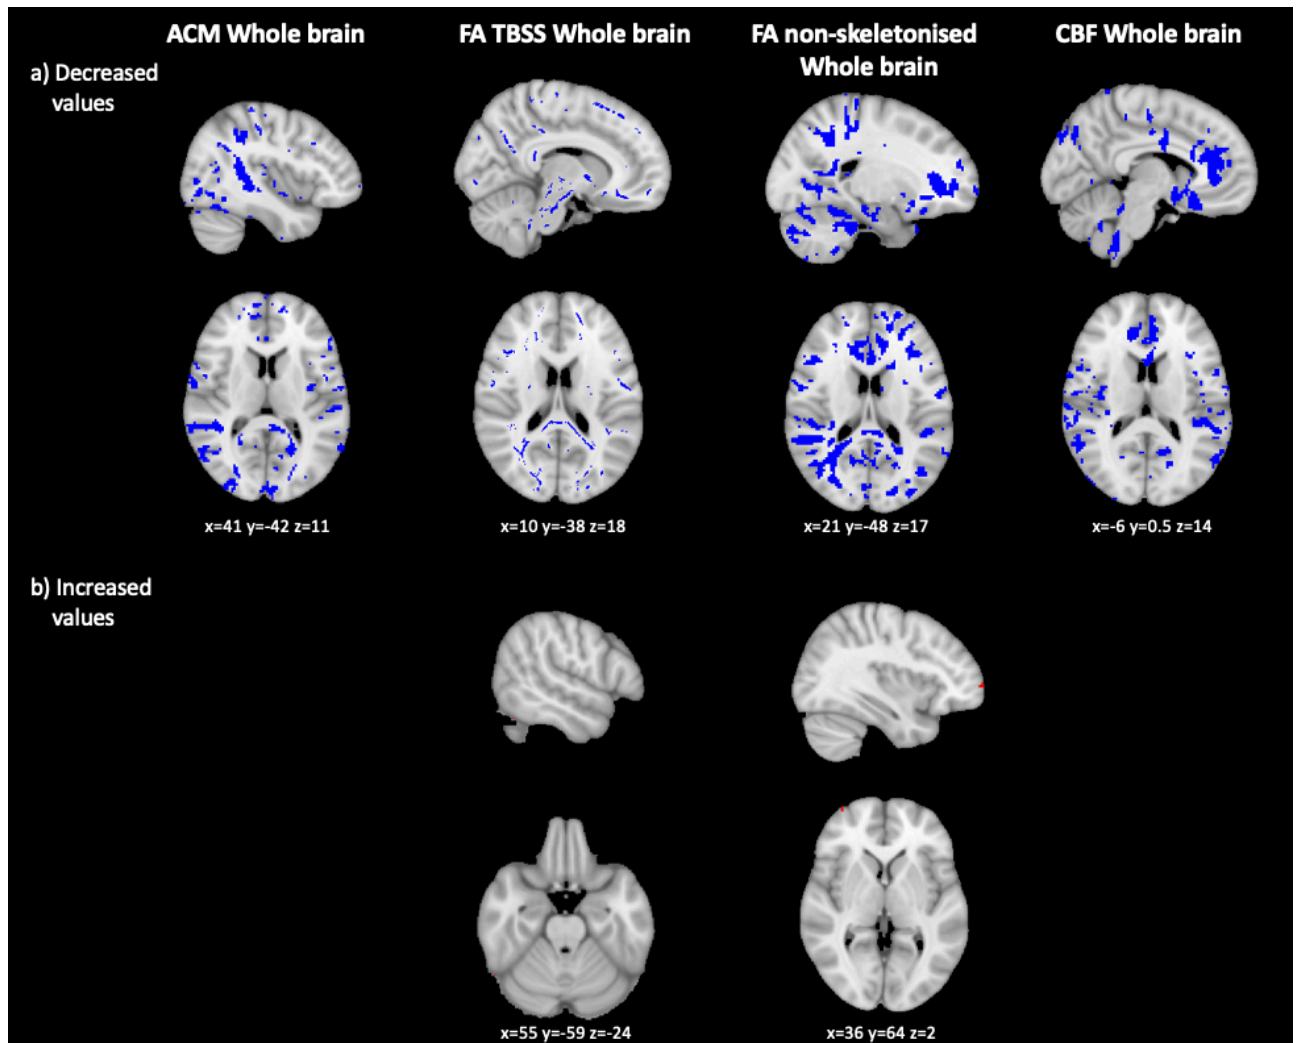 ACM Whole brain
FA TBSS Whole brain
FA non-skeletonised
Whole brain
CBF Whole brain
a) Decreased
values
x=41 y=-42 z=11
x=10 y=-38 z=18
x=21 y=-48 z=17
x=-6 y=0.5 z=14
b) Increased
values
x=55 y=-59 z=-24
x=36 y=64 z=2